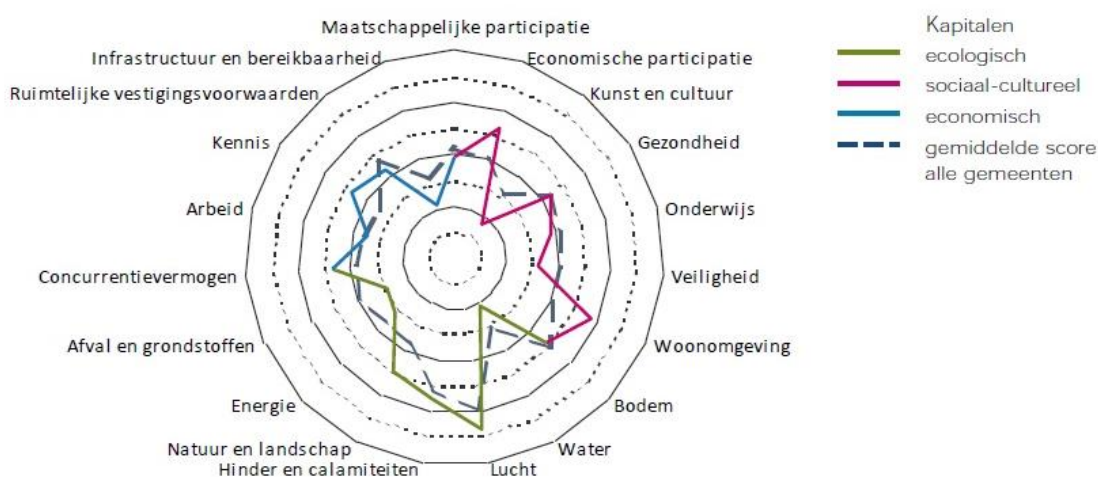 Maatschappelijke participatie
Infrastructuur en bereikbaarheid
Economische participatie
Ruimtelijke vestigingsvoorwaarden
Kunst en cultuur
Kennis
Gezondheid
Arbeid
Onderwijs
Concurrentievermogen
Veiligheid
Afval en grondstoffen
Woonomgeving
Energie
Bodem
Natuur en landschap
Water
Hinder en calamiteiten
Lucht
Kapitalen
ecologisch
sociaal-cultureel
economisch
gemiddelde score
alle gemeenten